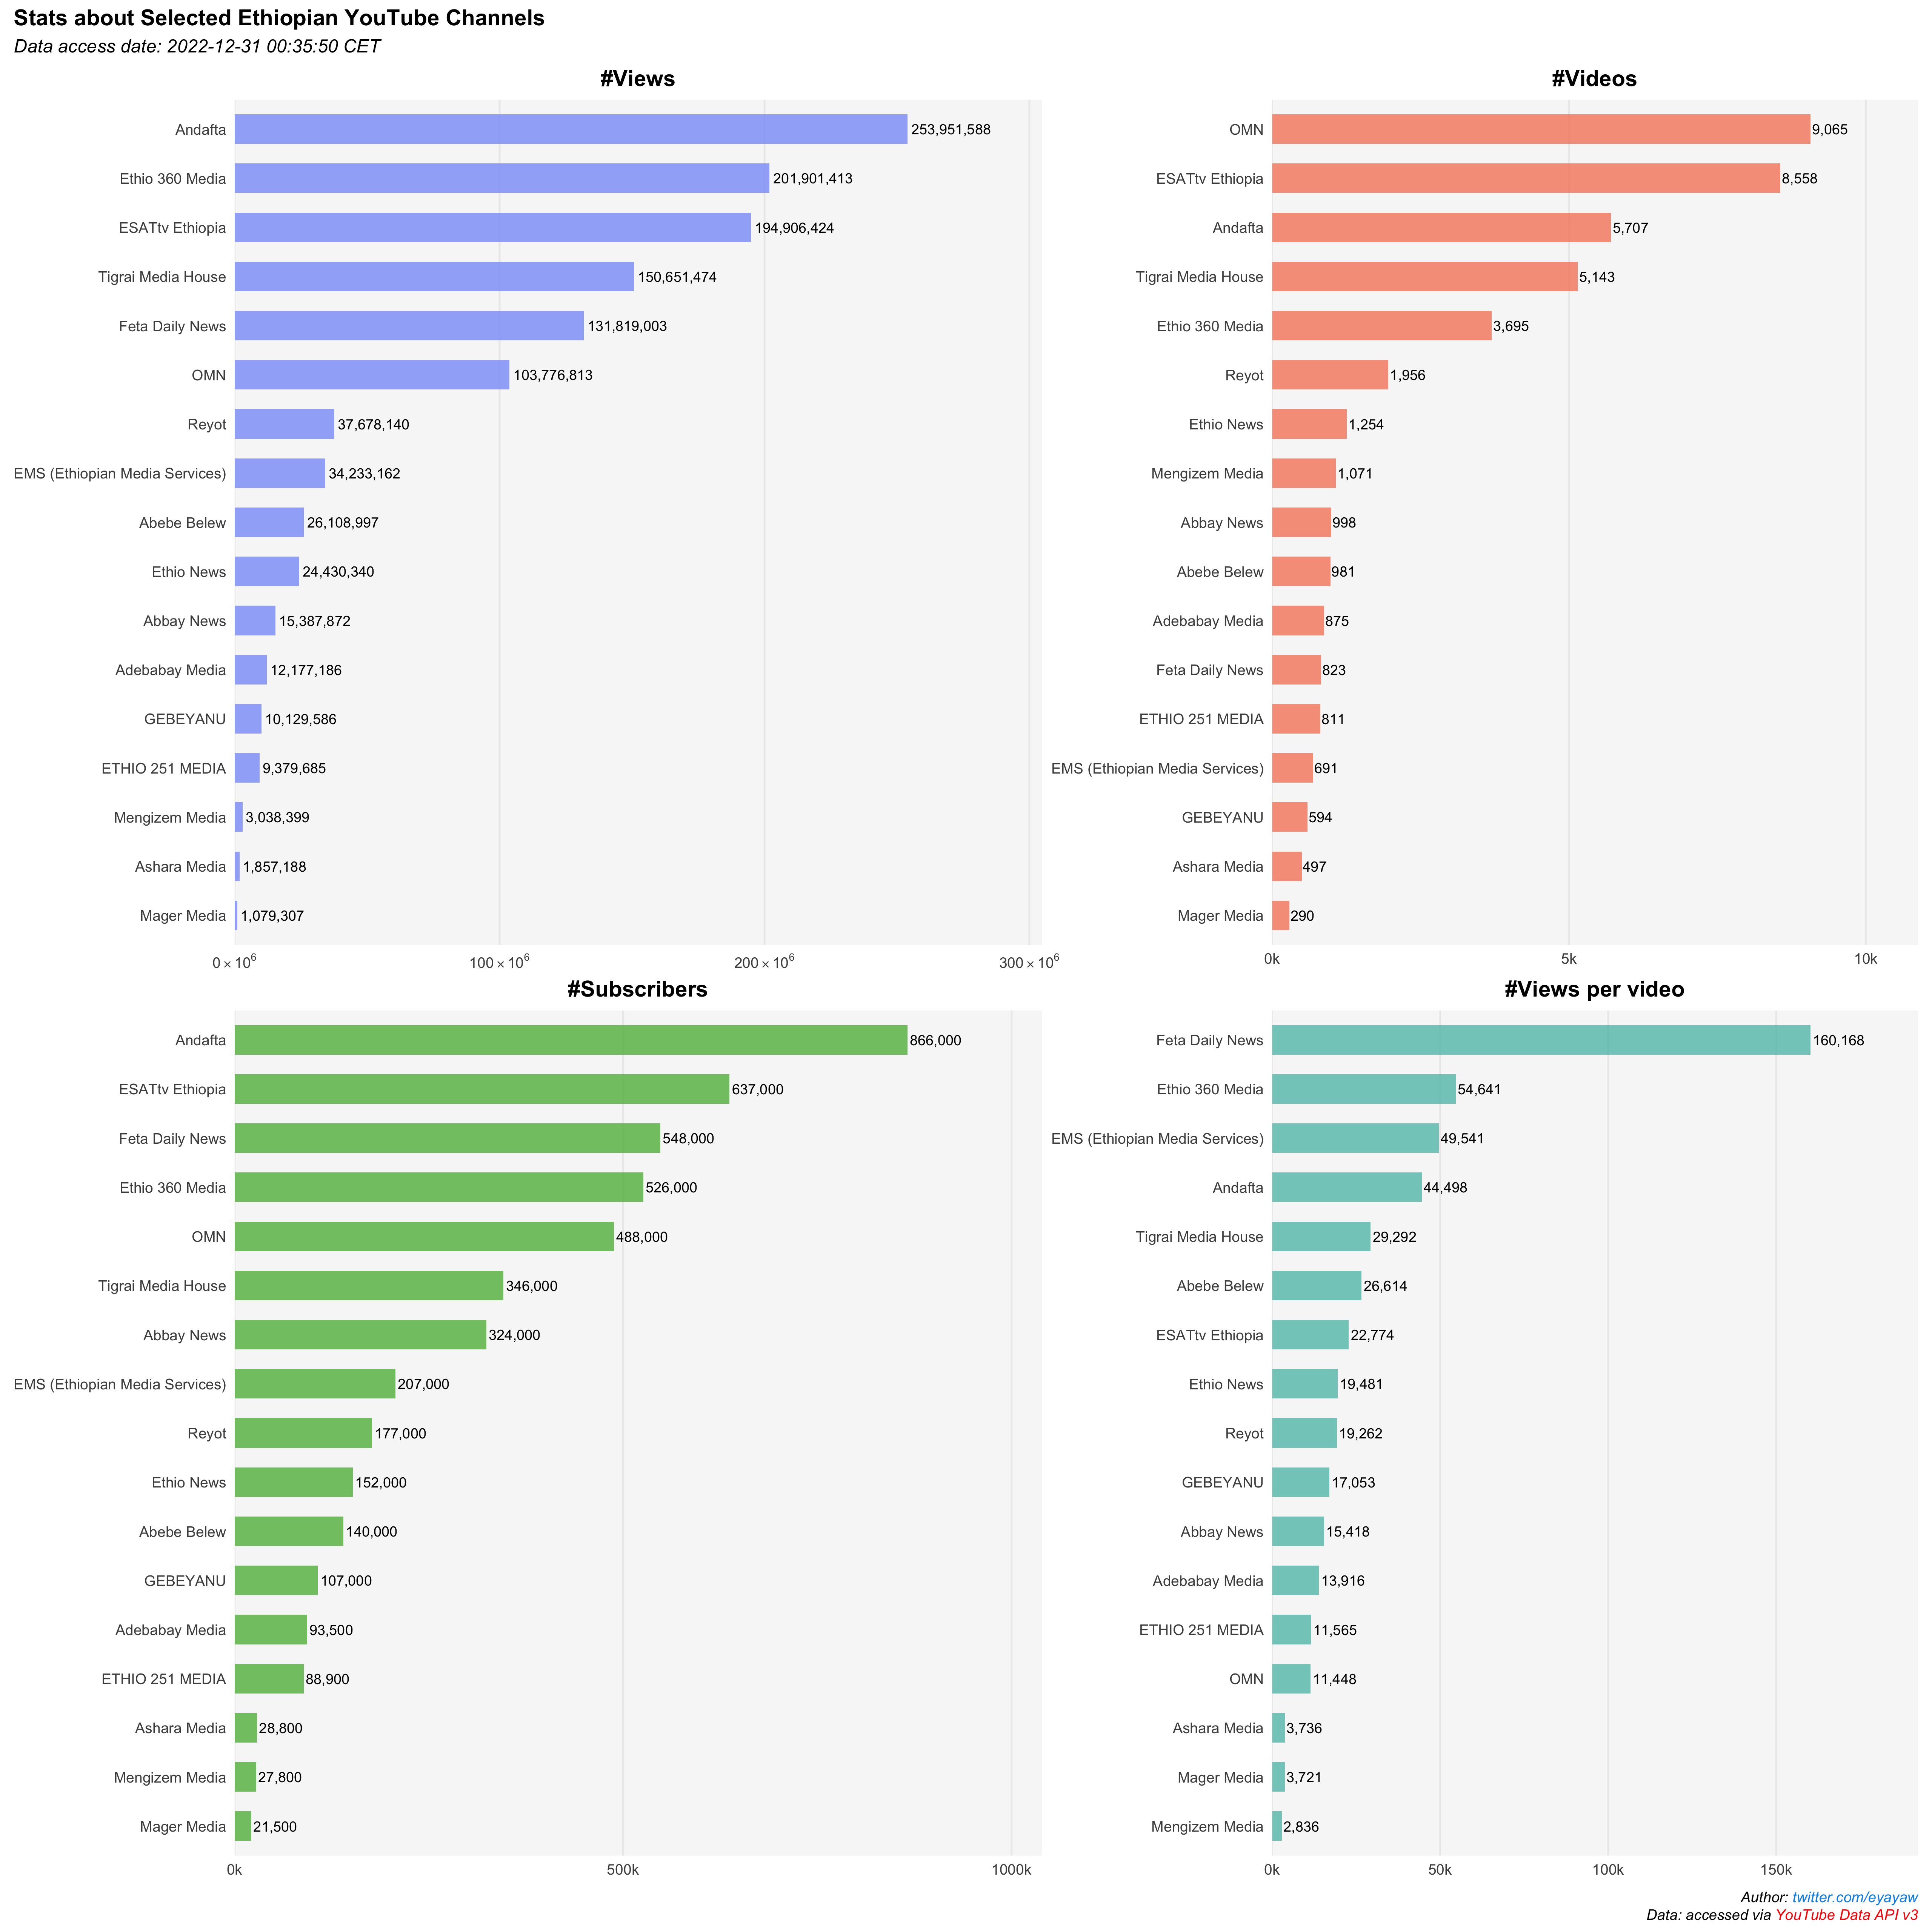 Stats about Selected Ethiopian YouTube Channels
Data access date: 2022-12-31 00:35:50 CET
#Views
Andafta 253,951,588
Ethio 360 Media 201,901,413
ESATtv Ethiopia 194,906,424
Tigrai Media House 150,651,474
Feta Daily News 131,819,003
OMN 103,776,813
Reyot 37,678,140
EMS (Ethiopian Media Services) 34,233,162
Abebe Belew 26,108,997
Ethio News 24,430,340
Abbay News 15,387,872
Adebabay Media 12,177,186
GEBEYANU 10,129,586
ETHIO 251 MEDIA 9,379,685
Mengizem Media 3,038,399
Ashara Media 1,857,188
Mager Media 1,079,307
0×10⁶ 100×10⁶ 200×10⁶ 300×10⁶
#Videos
OMN 9,065
ESATtv Ethiopia 8,558
Andafta 5,707
Tigrai Media House 5,143
Ethio 360 Media 3,695
Reyot 1,956
Ethio News 1,254
Mengizem Media 1,071
Abbay News 998
Abebe Belew 981
Adebabay Media 875
Feta Daily News 823
ETHIO 251 MEDIA 811
EMS (Ethiopian Media Services) 691
GEBEYANU 594
Ashara Media 497
Mager Media 290
0k 5k 10k
#Subscribers
Andafta 866,000
ESATtv Ethiopia 637,000
Feta Daily News 548,000
Ethio 360 Media 526,000
OMN 488,000
Tigrai Media House 346,000
Abbay News 324,000
EMS (Ethiopian Media Services) 207,000
Reyot 177,000
Ethio News 152,000
Abebe Belew 140,000
GEBEYANU 107,000
Adebabay Media 93,500
ETHIO 251 MEDIA 88,900
Ashara Media 28,800
Mengizem Media 27,800
Mager Media 21,500
0k 500k 1000k
#Views per video
Feta Daily News 160,168
Ethio 360 Media 54,641
EMS (Ethiopian Media Services) 49,541
Andafta 44,498
Tigrai Media House 29,292
Abebe Belew 26,614
ESATtv Ethiopia 22,774
Ethio News 19,481
Reyot 19,262
GEBEYANU 17,053
Abbay News 15,418
Adebabay Media 13,916
ETHIO 251 MEDIA 11,565
OMN 11,448
Ashara Media 3,736
Mager Media 3,721
Mengizem Media 2,836
0k 50k 100k 150k
Author: twitter.com/eyayaw
Data: accessed via YouTube Data API v3